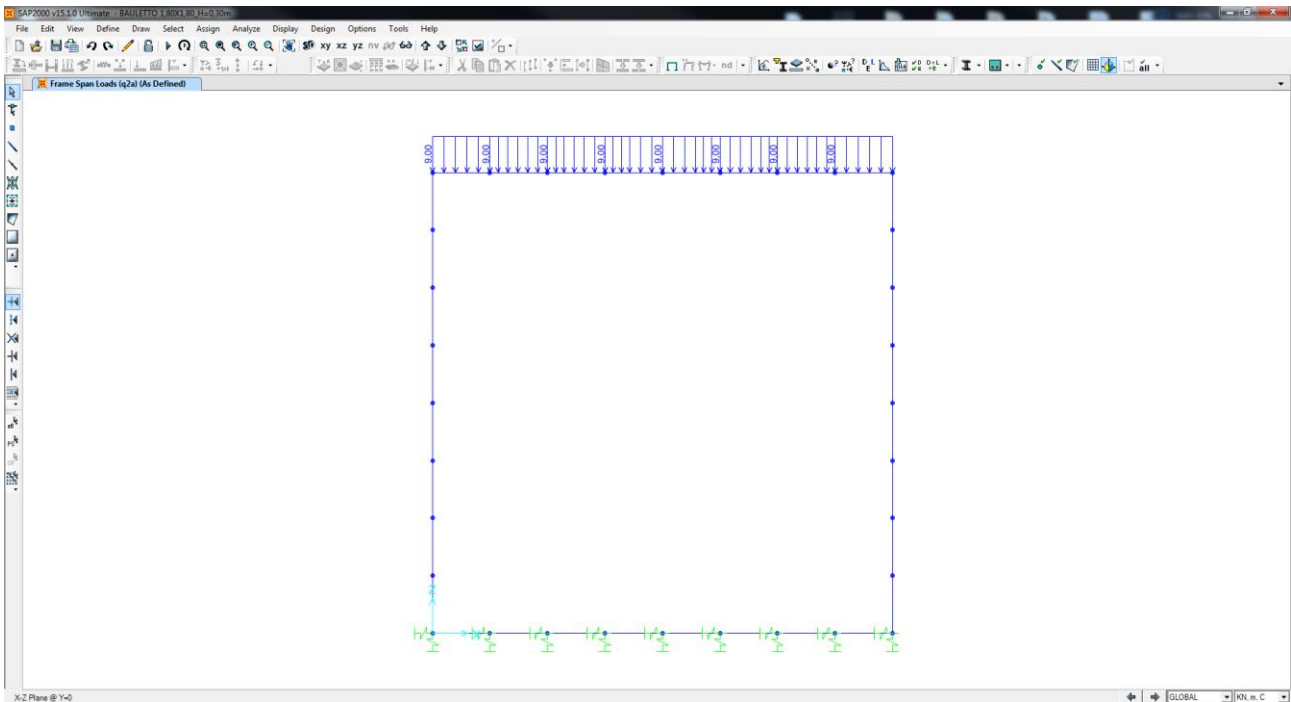 SAP2000 v15.1.0 Ultimate - BAULETTO 1,80X1,80_H=0,30m
File Edit View Define Draw Select Assign Analyze Display Design Options Tools Help
xy xz yz nv
nd
all
Frame Span Loads (q2a) (As Defined)
9.00 9.00 9.00 9.00 9.00 9.00 9.00 9.00
Z
X
X-Z Plane @ Y=0
GLOBAL
KN, m, C